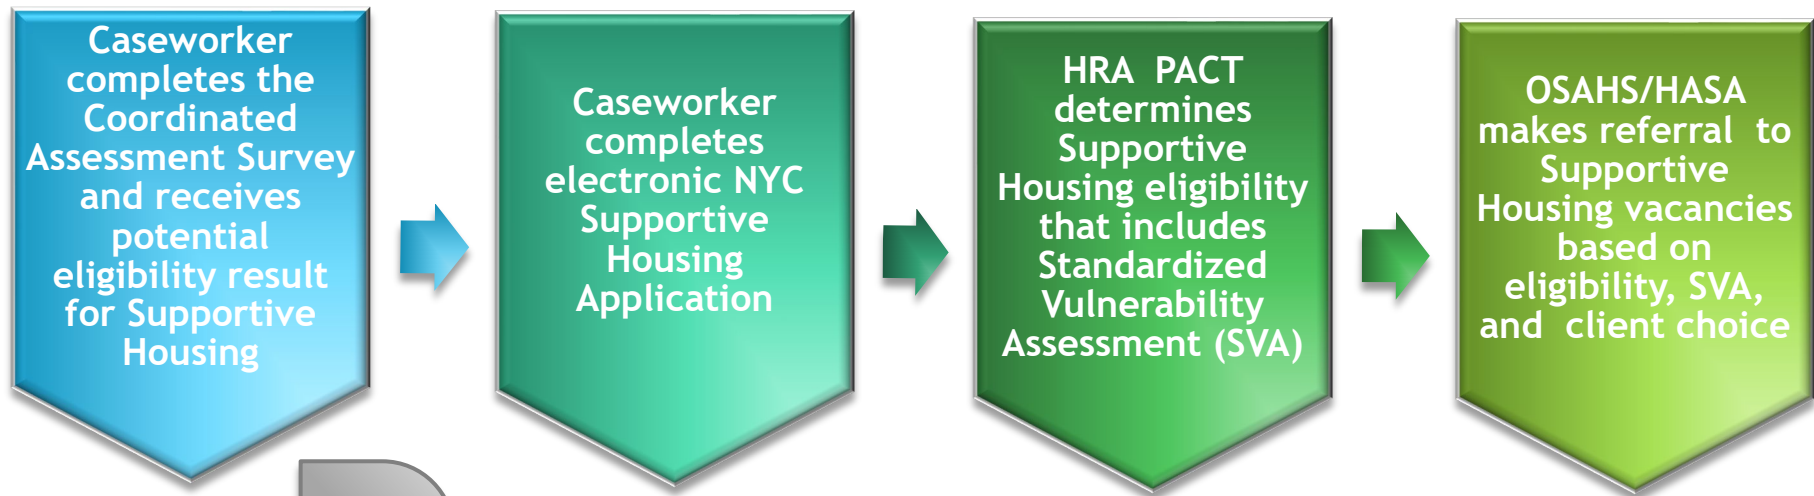 Caseworker
completes the
Coordinated
Assessment Survey
and receives
potential
eligibility result
for Supportive
Housing
Caseworker
completes
electronic NYC
Supportive
Housing
Application
HRA PACT
determines
Supportive
Housing eligibility
that includes
Standardized
Vulnerability
Assessment (SVA)
OSAHS/HASA
makes referral to
Supportive
Housing vacancies
based on
eligibility, SVA,
and client choice